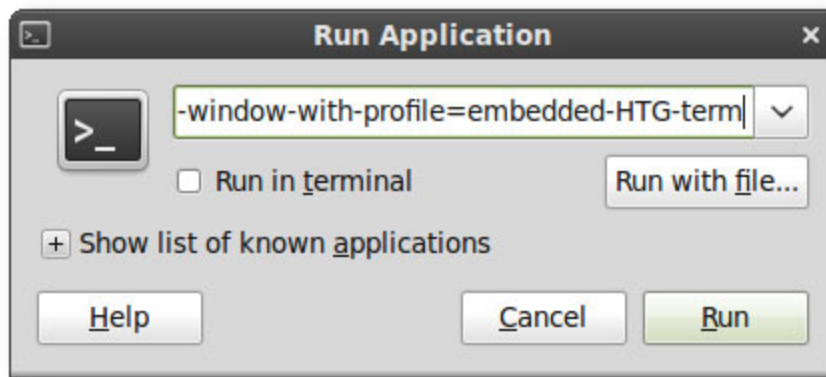 Run Application
-window-with-profile=embedded-HTG-term
Run in terminal
Run with file...
Show list of known applications
Help
Cancel
Run